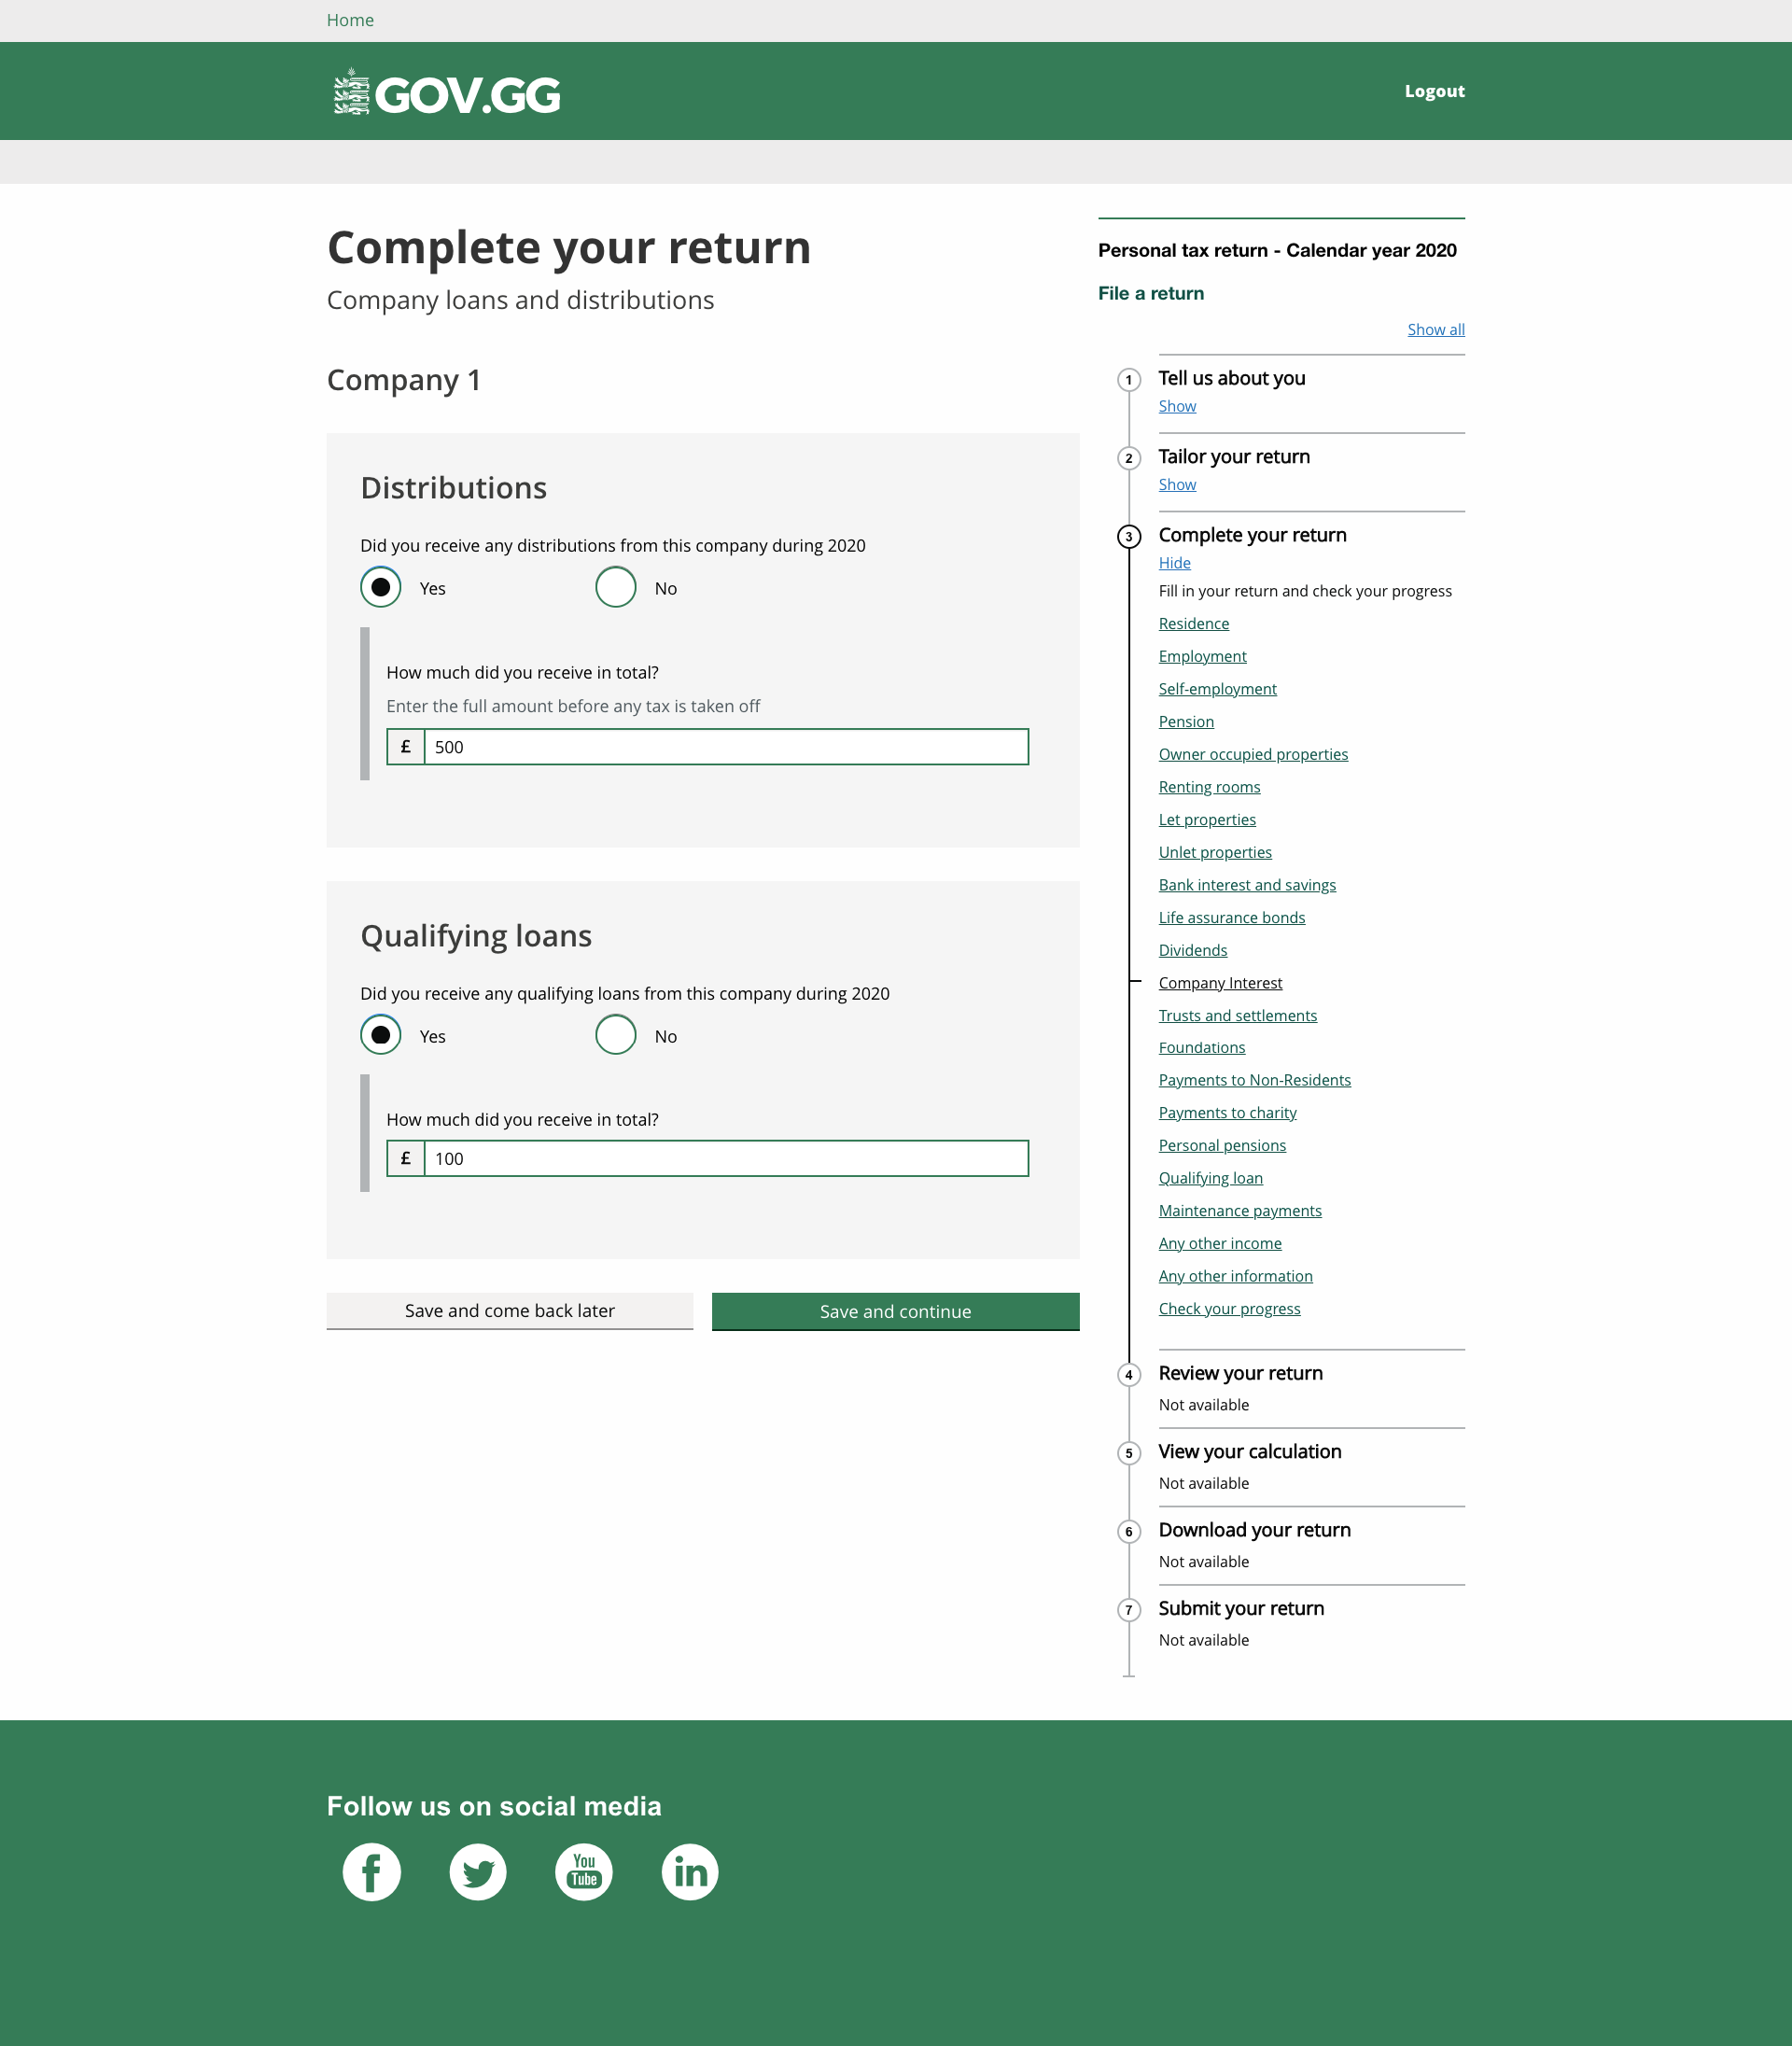 Home
GOV.GG
Logout
Complete your return
Company loans and distributions
Company 1
Distributions
Did you receive any distributions from this company during 2020
Yes
No
How much did you receive in total?
Enter the full amount before any tax is taken off
£ 500
Qualifying loans
Did you receive any qualifying loans from this company during 2020
Yes
No
How much did you receive in total?
£ 100
Save and come back later
Save and continue
Personal tax return - Calendar year 2020
File a return
Show all
1 Tell us about you
Show
2 Tailor your return
Show
3 Complete your return
Hide
Fill in your return and check your progress
Residence
Employment
Self-employment
Pension
Owner occupied properties
Renting rooms
Let properties
Unlet properties
Bank interest and savings
Life assurance bonds
Dividends
Company Interest
Trusts and settlements
Foundations
Payments to Non-Residents
Payments to charity
Personal pensions
Qualifying loan
Maintenance payments
Any other income
Any other information
Check your progress
4 Review your return
Not available
5 View your calculation
Not available
6 Download your return
Not available
7 Submit your return
Not available
Follow us on social media
f
You
Tube
in